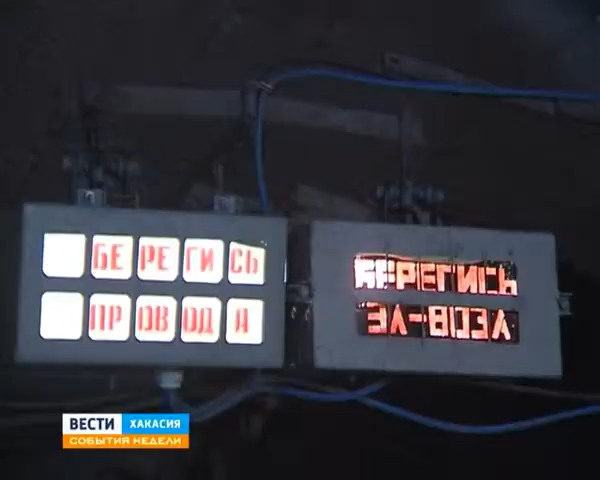 БЕРЕГИСЬ
ПРОВОДА
БЕРЕГИСЬ
ЭЛ-ВОЗА
ВЕСТИ ХАКАСИЯ
СОБЫТИЯ НЕДЕЛИ